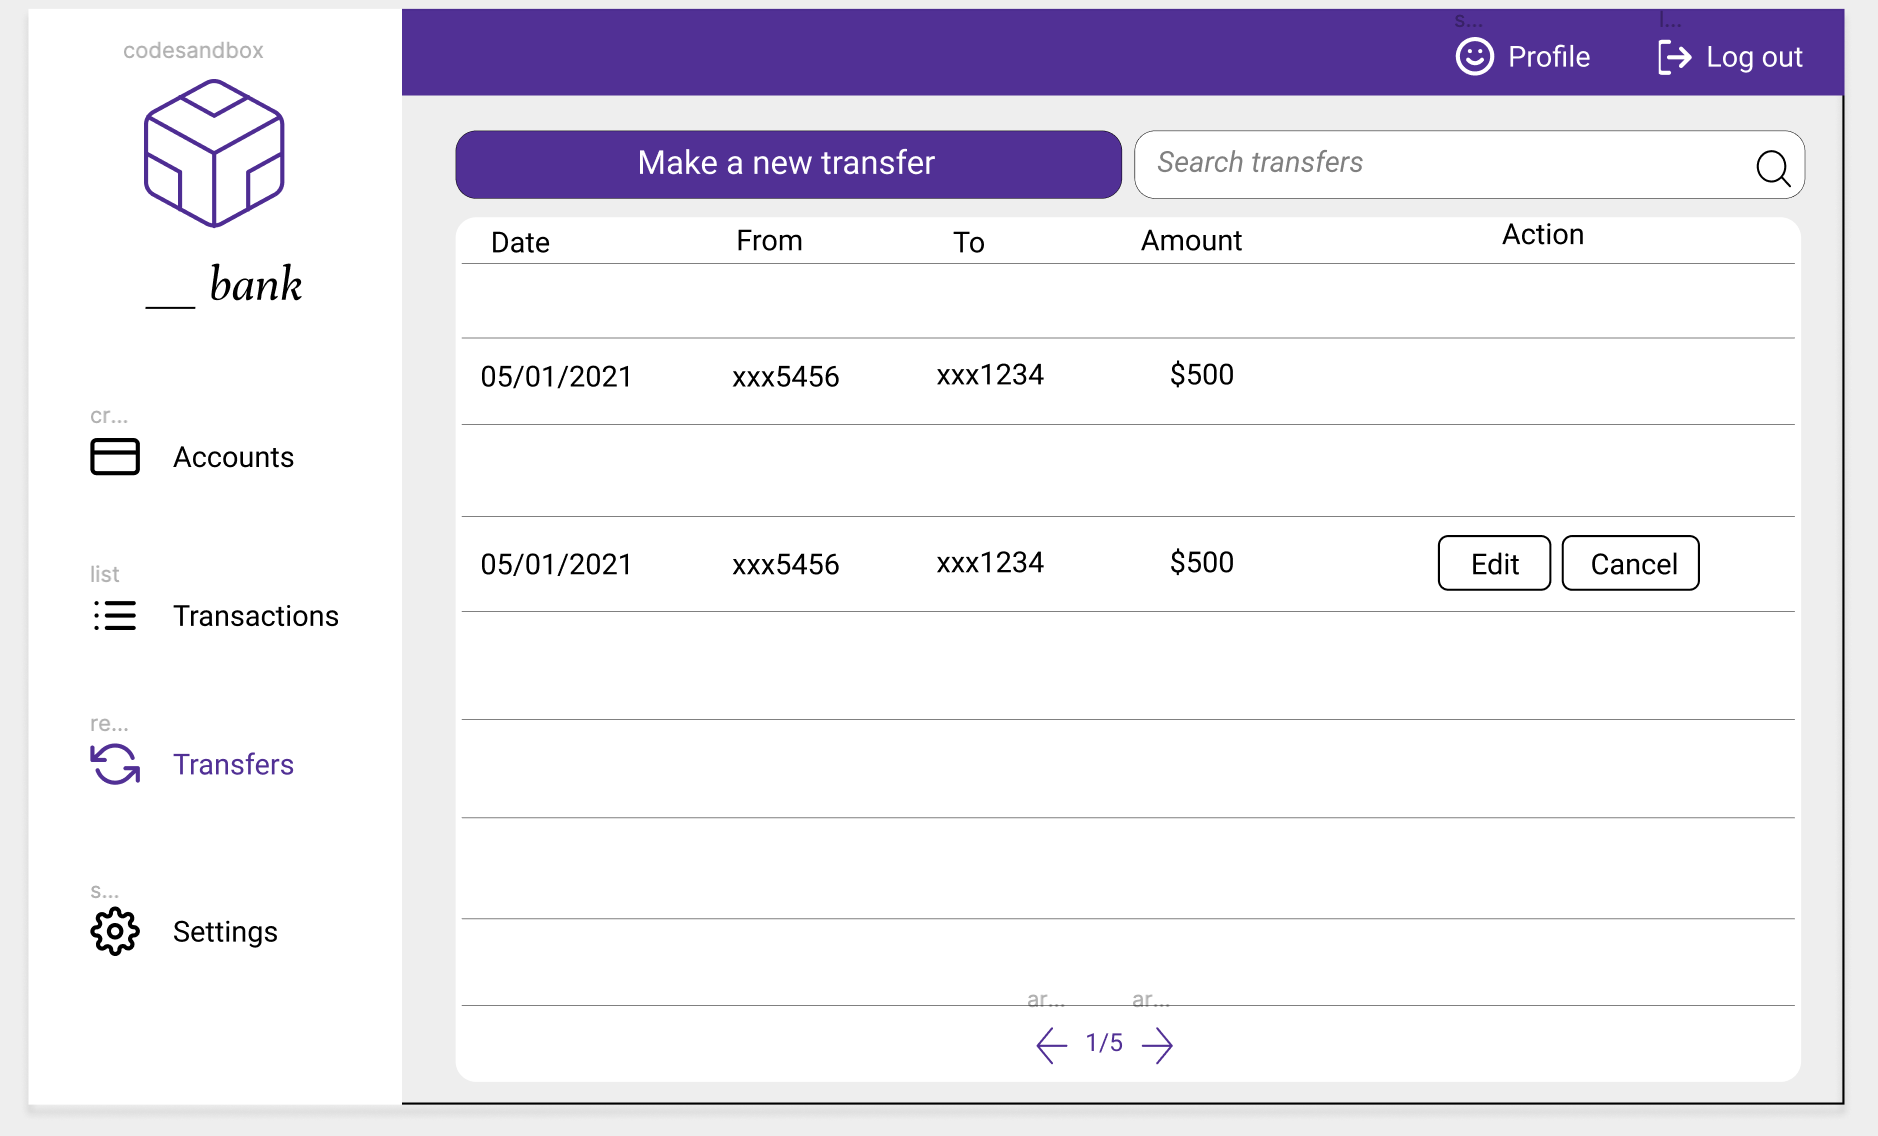 codesandbox
__ bank
cr...
Accounts
list
Transactions
re...
Transfers
s...
Settings
s...
Profile
l...
Log out
Make a new transfer
Search transfers
Date From To Amount Action
05/01/2021 xxx5456 xxx1234 $500
05/01/2021 xxx5456 xxx1234 $500 Edit Cancel
ar... ar...
1/5